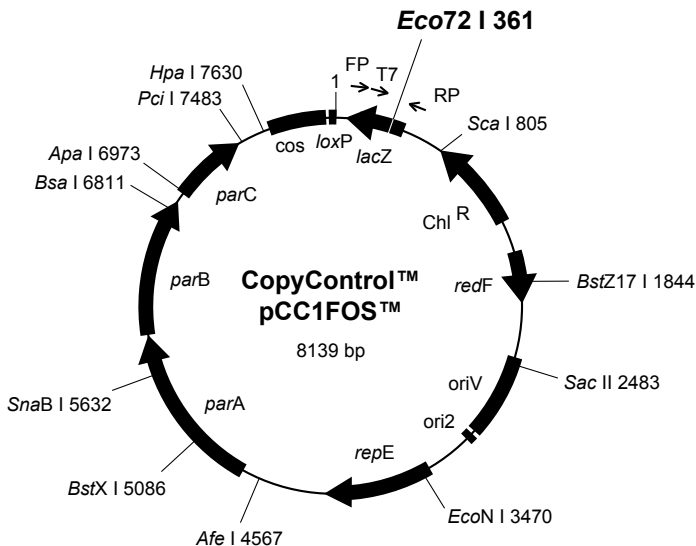 Eco72 I 361
FP
T7
RP
1
Hpa I 7630
Pci I 7483
Sca I 805
cos
loxP
lacZ
Apa I 6973
Bsa I 6811
parC
Chl R
parB
CopyControl™
pCC1FOS™
8139 bp
redF
BstZ17 I 1844
SnaB I 5632
parA
oriV
Sac II 2483
ori2
repE
BstX I 5086
Afe I 4567
EcoN I 3470